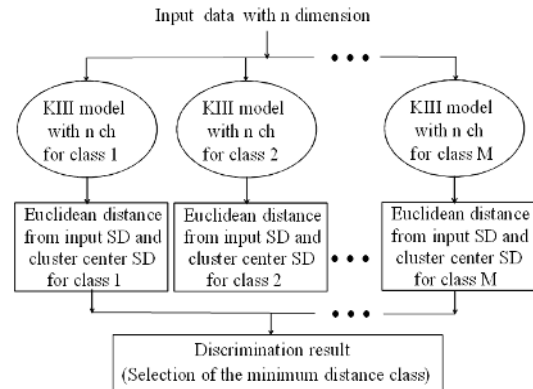 Input data with n dimension
KIII model
with n ch
for class 1
KIII model
with n ch
for class 2
KIII model
with n ch
for class M
Euclidean distance
from input SD and
cluster center SD
for class 1
Euclidean distance
from input SD and
cluster center SD
for class 2
Euclidean distance
from input SD and
cluster center SD
for class M
Discrimination result
(Selection of the minimum distance class)